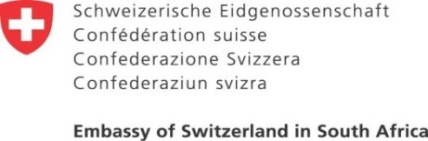 Schweizerische Eidgenossenschaft
Confédération suisse
Confederazione Svizzera
Confederaziun svizra
Embassy of Switzerland in South Africa